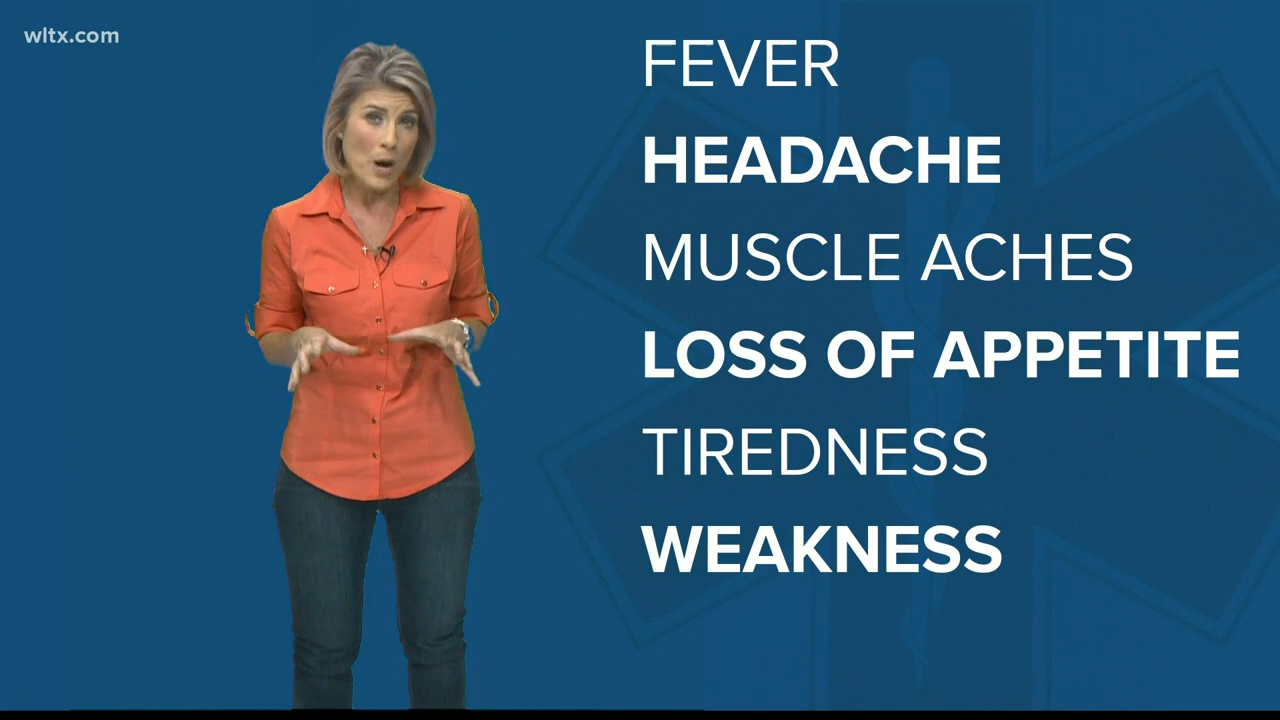 wltx.com
FEVER
HEADACHE
MUSCLE ACHES
LOSS OF APPETITE
TIREDNESS
WEAKNESS